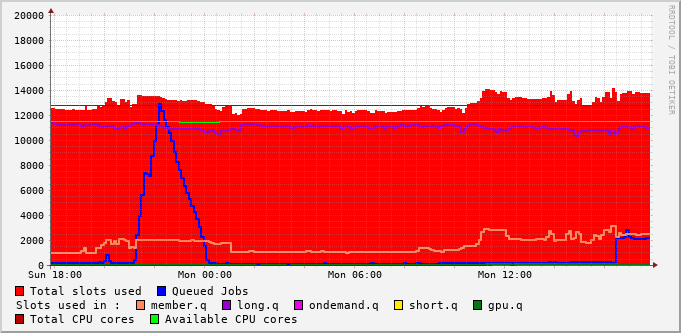 20000
18000
16000
14000
12000
10000
8000
6000
4000
2000
0
Sun 18:00 Mon 00:00 Mon 06:00 Mon 12:00
Total slots used Queued Jobs
Slots used in : member.q long.q ondemand.q short.q gpu.q
Total CPU cores Available CPU cores
RRDTOOL / TOBI OETIKER